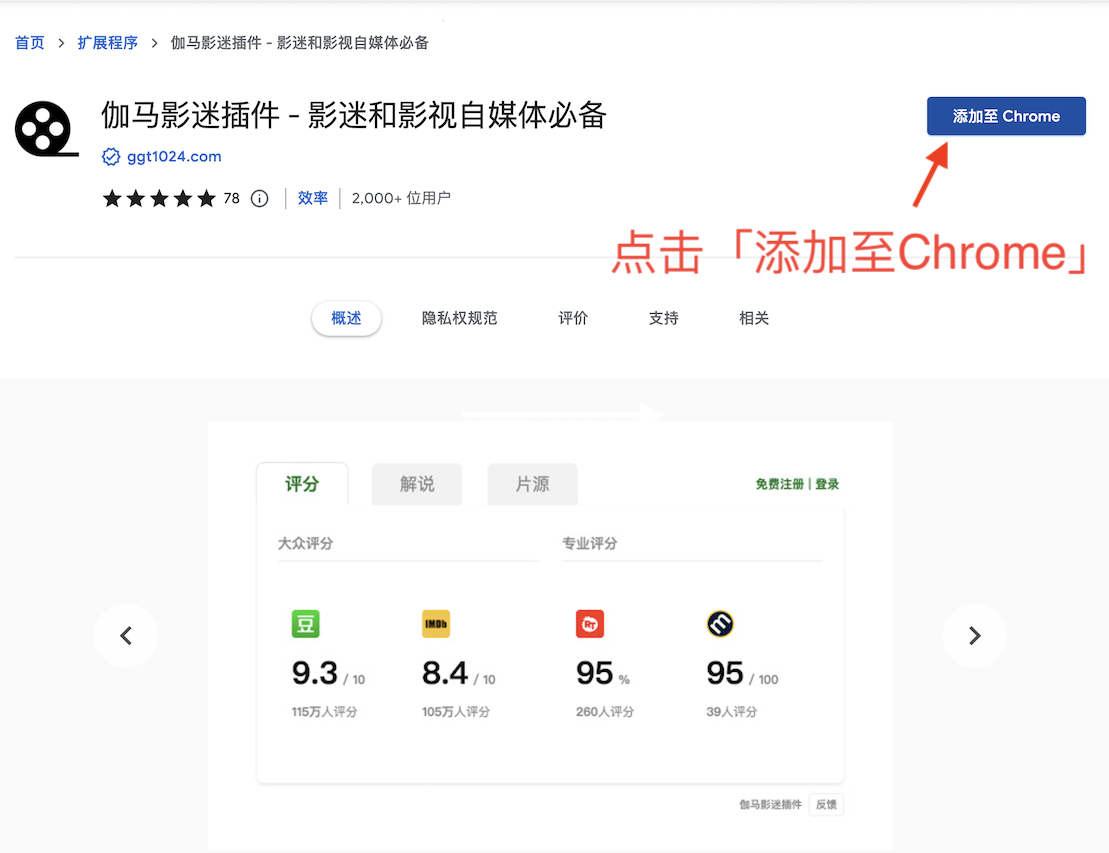 首页 > 扩展程序 > 伽马影迷插件 - 影迷和影视自媒体必备
伽马影迷插件 - 影迷和影视自媒体必备
添加至 Chrome
ggt1024.com
78 效率 2,000+ 位用户
点击「添加至Chrome」
概述 隐私权规范 评价 支持 相关
评分 解说 片源 免费注册 | 登录
大众评分 专业评分
豆 IMDb RT m
9.3 / 10 8.4 / 10 95 % 95 / 100
115万人评分 105万人评分 260人评分 39人评分
伽马影迷插件 反馈